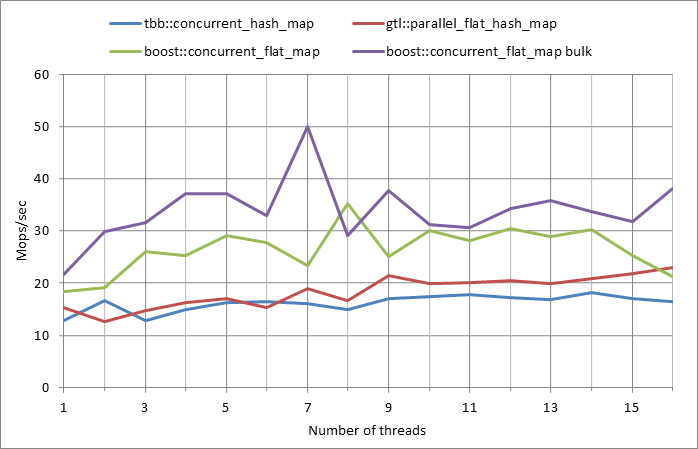 tbb::concurrent_hash_map gtl::parallel_flat_hash_map
boost::concurrent_flat_map boost::concurrent_flat_map bulk
60
50
40
30
20
10
0
Mops/sec
1 3 5 7 9 11 13 15
Number of threads